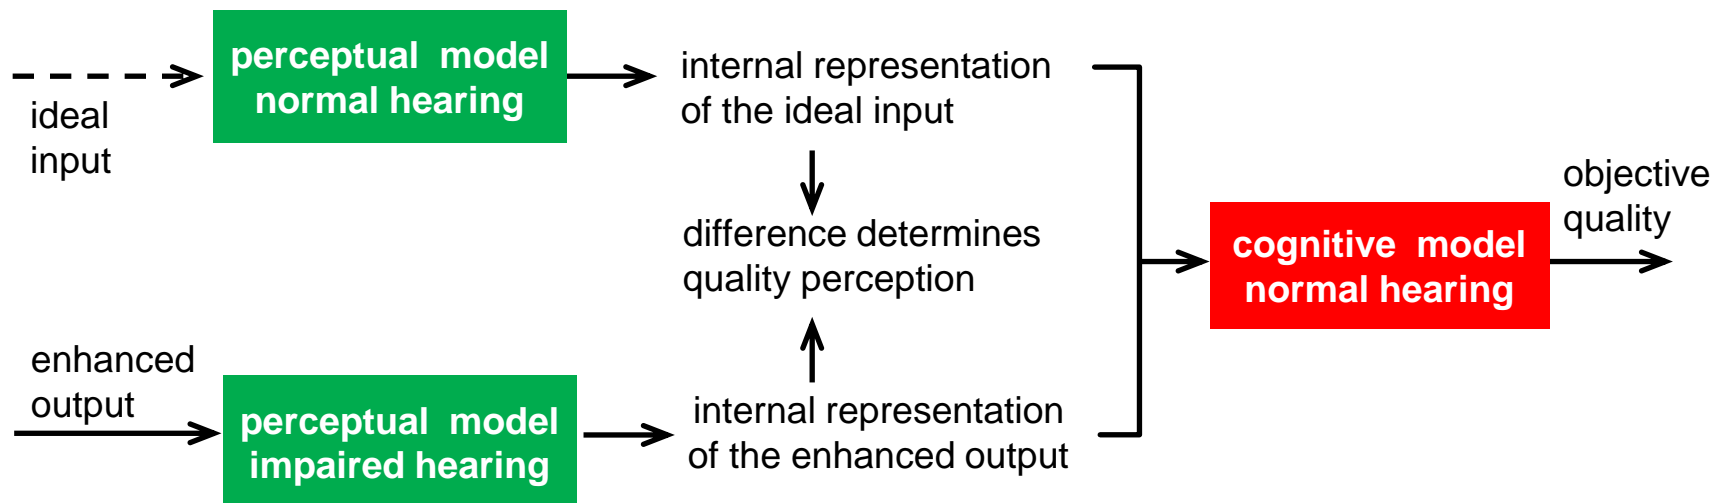 perceptual model
normal hearing
ideal
input
internal representation
of the ideal input
difference determines
quality perception
objective
quality
cognitive model
normal hearing
enhanced
output
perceptual model
impaired hearing
internal representation
of the enhanced output